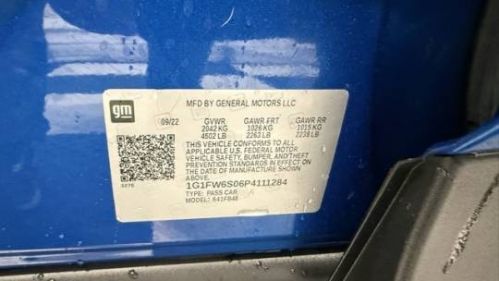 gm
MFD BY GENERAL MOTORS LLC
09/22 GVWR GAWR FRT GAWR RR
2042 KG 1026 KG 1015 KG
4502 LB 2263 LB 2238 LB
THIS VEHICLE CONFORMS TO ALL
APPLICABLE U.S. FEDERAL MOTOR
VEHICLE SAFETY, BUMPER, AND THEFT
PREVENTION STANDARDS IN EFFECT ON
THE DATE OF MANUFACTURE SHOWN ABOVE.
1G1FW6S06P4111284
TYPE: PASS CAR
MODEL: